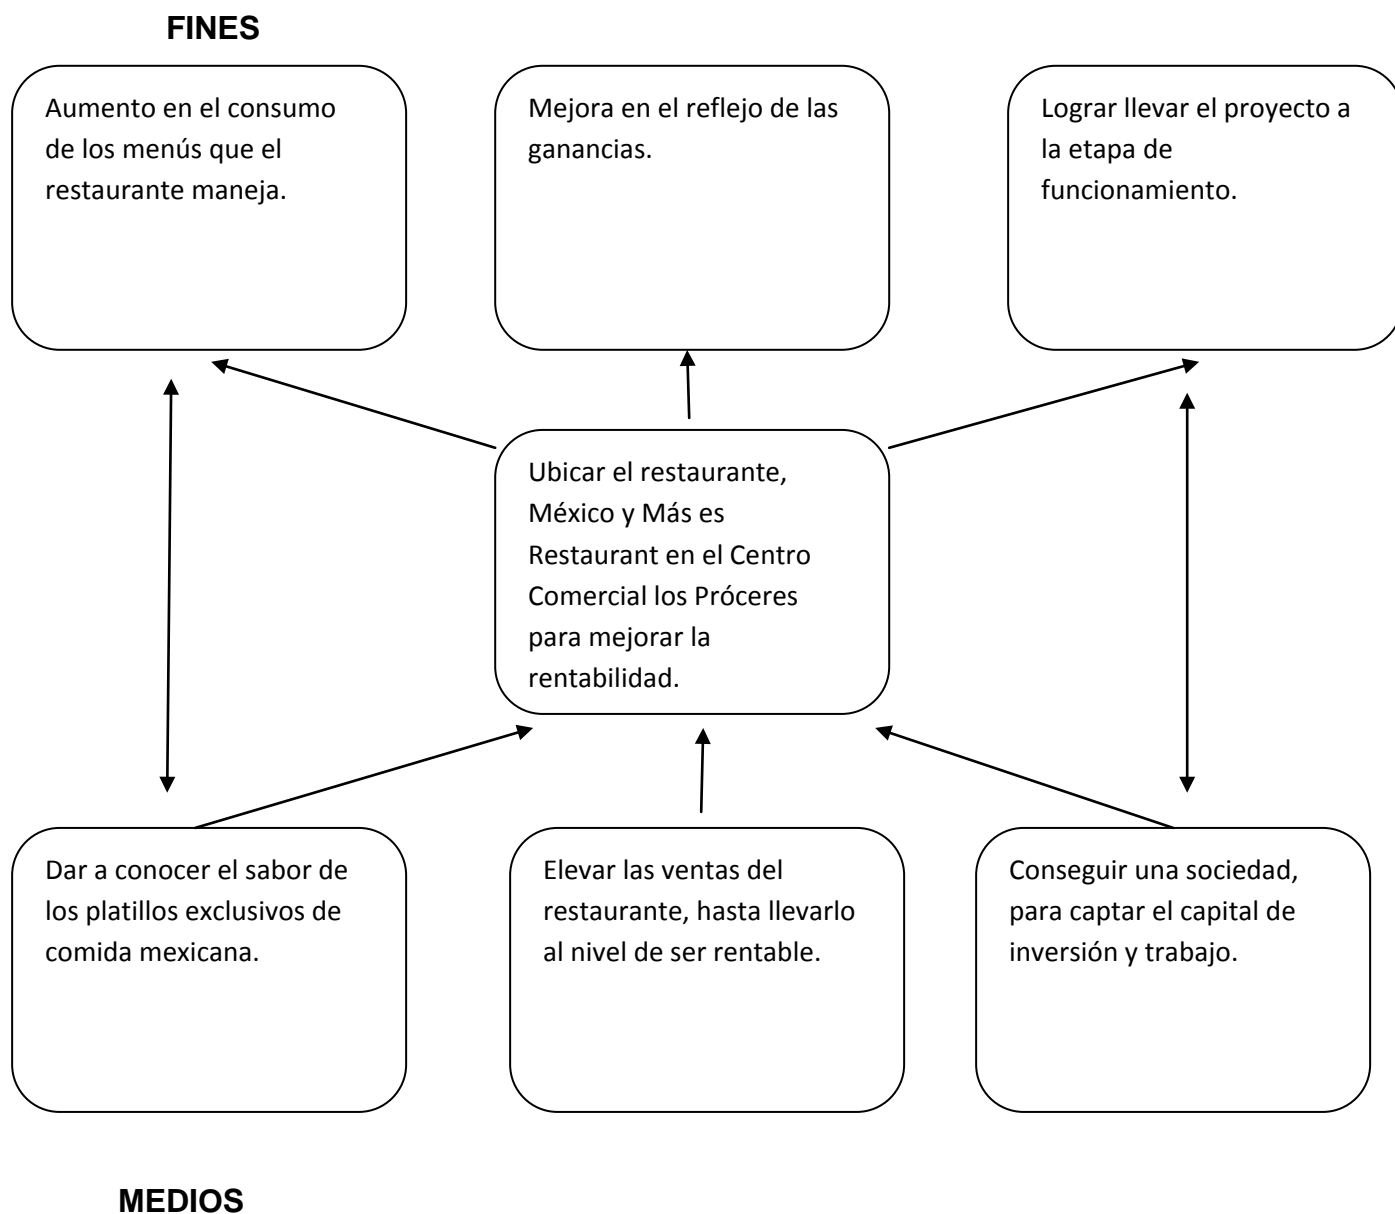 FINES
Aumento en el consumo
de los menús que el
restaurante maneja.
Mejora en el reflejo de las
ganancias.
Lograr llevar el proyecto a
la etapa de
funcionamiento.
Ubicar el restaurante,
México y Más es
Restaurant en el Centro
Comercial los Próceres
para mejorar la
rentabilidad.
Dar a conocer el sabor de
los platillos exclusivos de
comida mexicana.
Elevar las ventas del
restaurante, hasta llevarlo
al nivel de ser rentable.
Conseguir una sociedad,
para captar el capital de
inversión y trabajo.
MEDIOS